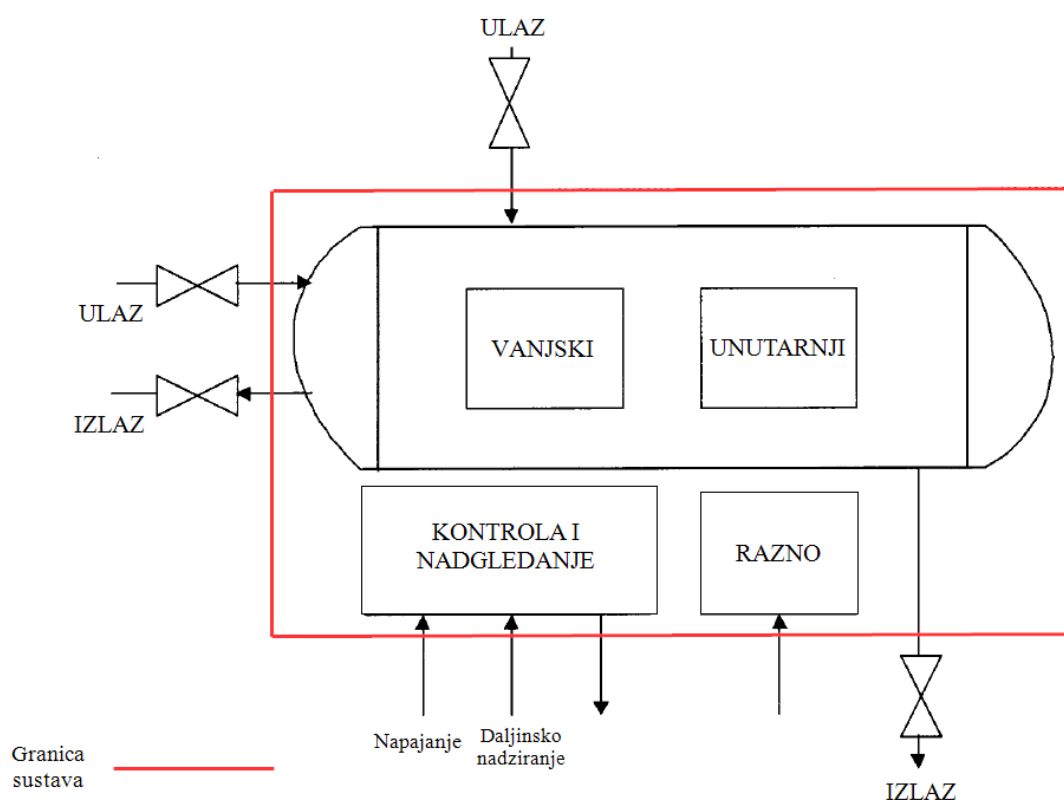 ULAZ
ULAZ
IZLAZ
VANJSKI
UNUTARNJI
KONTROLA I
NADGLEDANJE
RAZNO
Napajanje
Daljinsko
nadziranje
Granica
sustava
IZLAZ